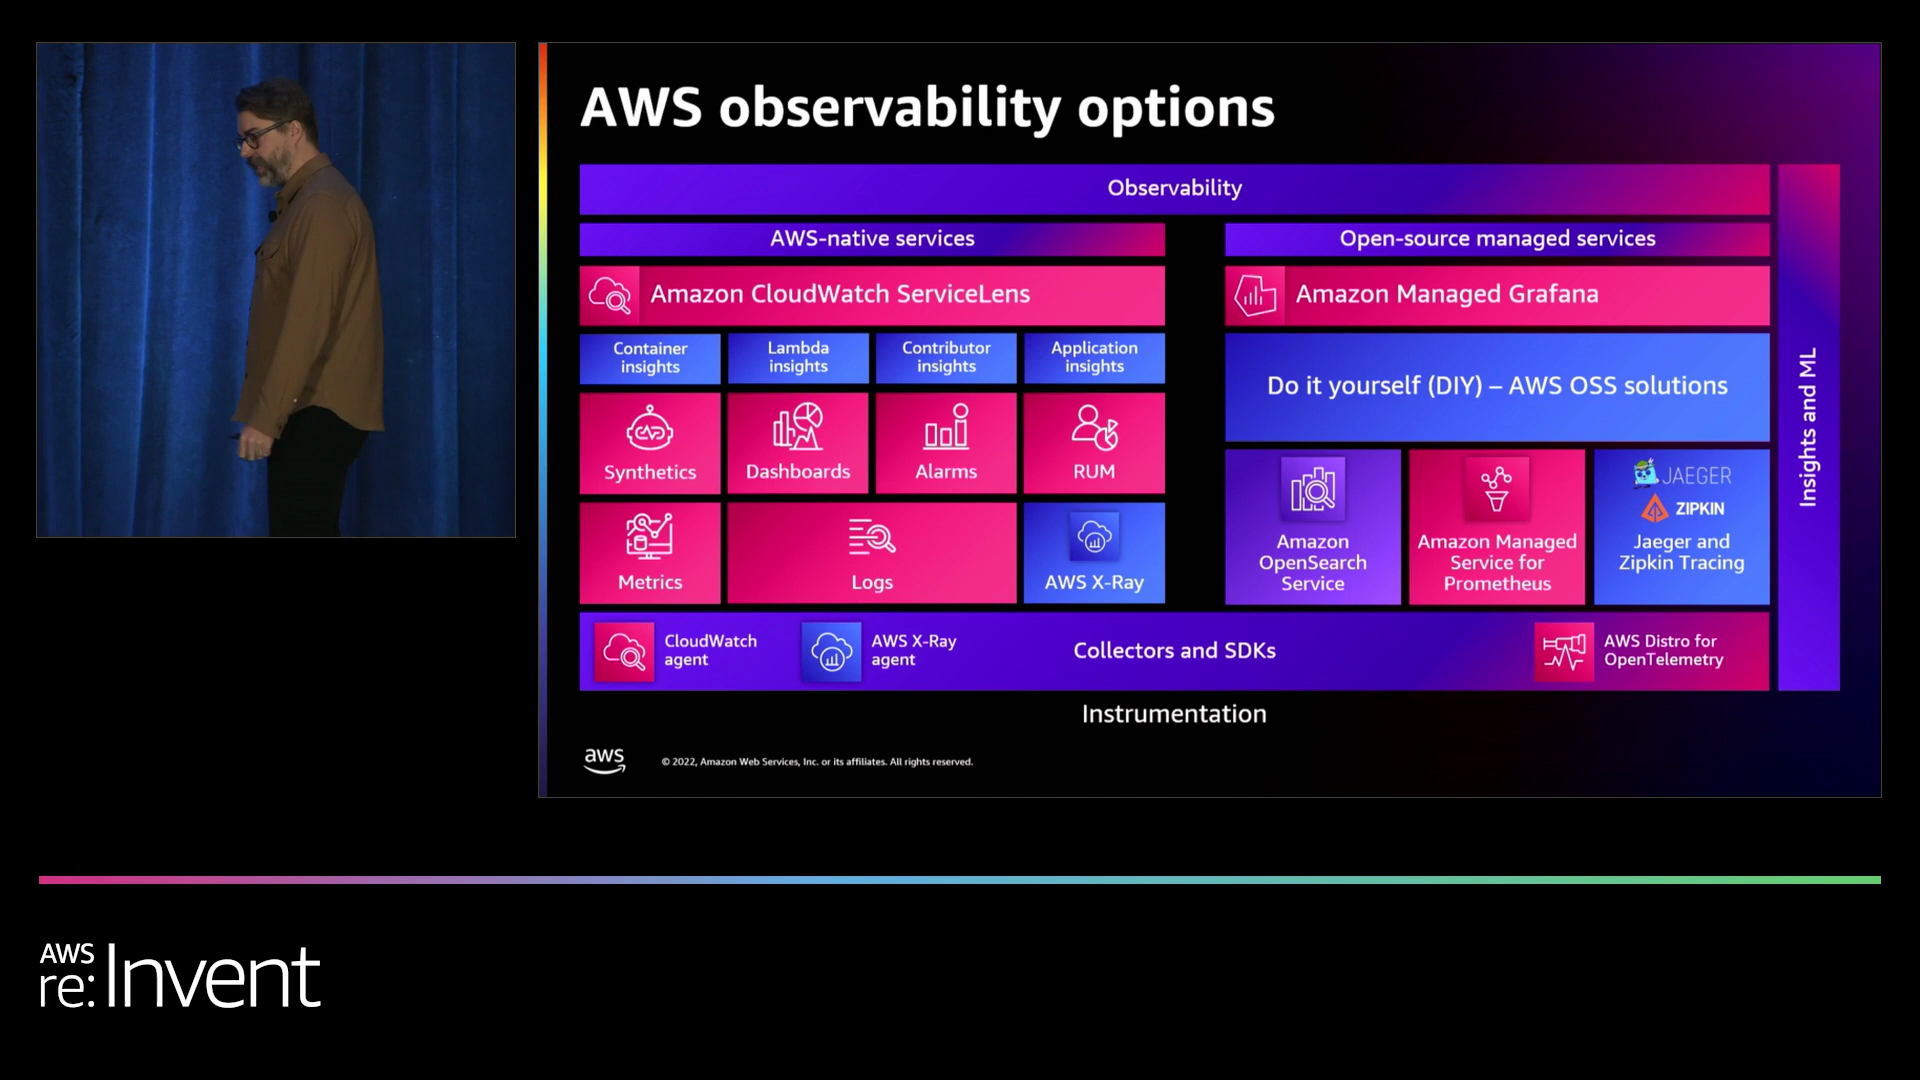 AWS observability options
Observability
AWS-native services
Amazon CloudWatch ServiceLens
Container
insights
Lambda
insights
Contributor
insights
Application
insights
Synthetics
Dashboards
Alarms
RUM
Metrics
Logs
AWS X-Ray
Open-source managed services
Amazon Managed Grafana
Do it yourself (DIY) – AWS OSS solutions
Amazon
OpenSearch
Service
Amazon Managed
Service for
Prometheus
JAEGER
ZIPKIN
Jaeger and
Zipkin Tracing
Insights and ML
CloudWatch
agent
AWS X-Ray
agent
Collectors and SDKs
AWS Distro for
OpenTelemetry
Instrumentation
aws
© 2022, Amazon Web Services, Inc. or its affiliates. All rights reserved.
AWS
re:Invent